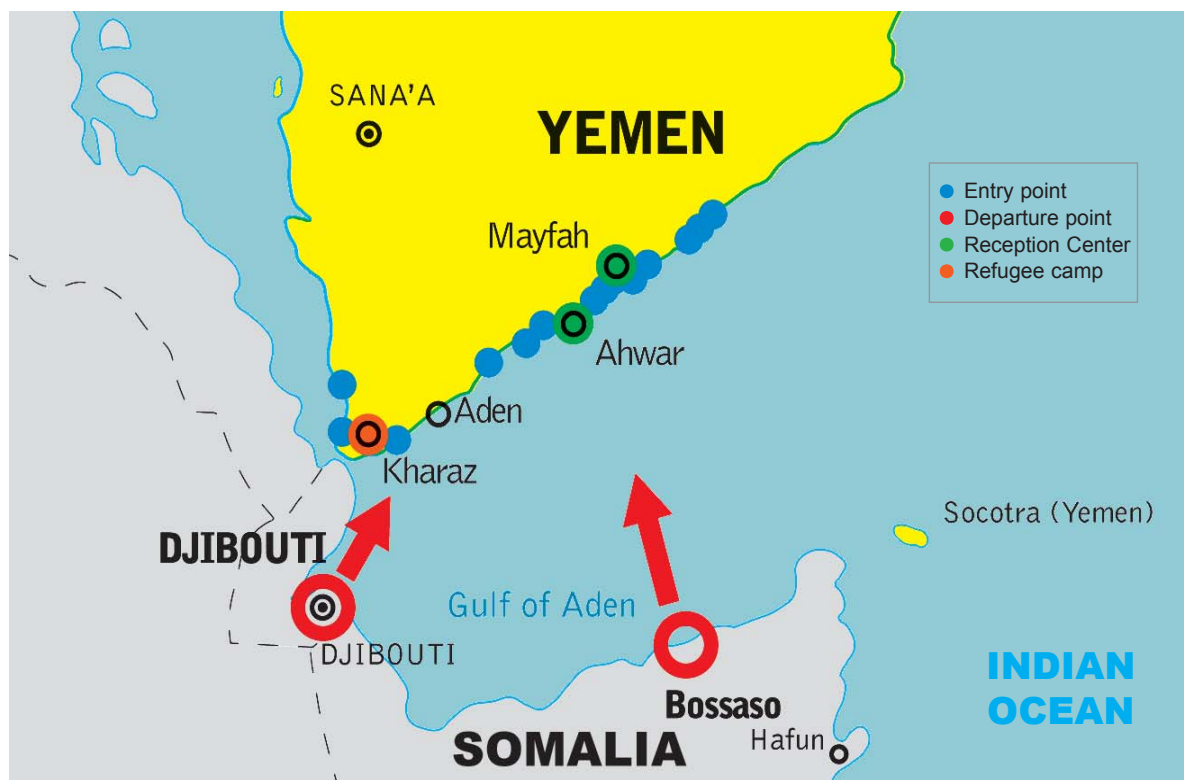 SANA'A
YEMEN
Entry point
Departure point
Reception Center
Refugee camp
Mayfah
Ahwar
Aden
Kharaz
Socotra (Yemen)
DJIBOUTI
Gulf of Aden
DJIBOUTI
INDIAN
OCEAN
Bossaso
SOMALIA
Hafun